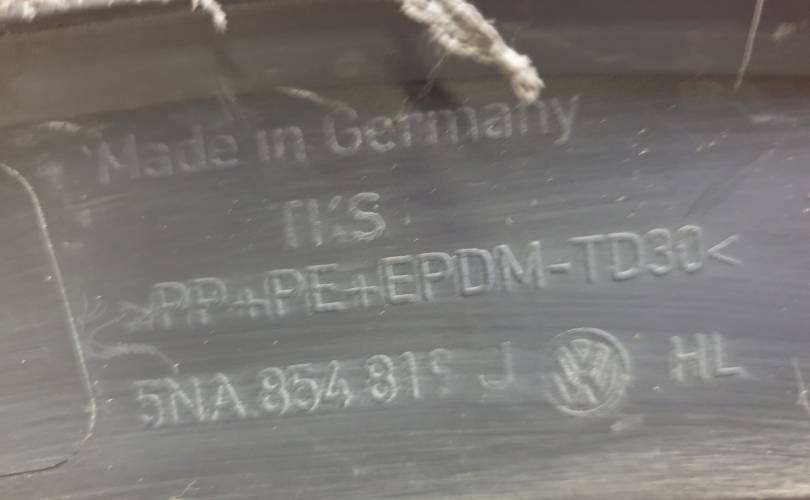 Made in Germany
TKS
>PP+PE+EPDM-TD30<
5NA.854.819 J HL